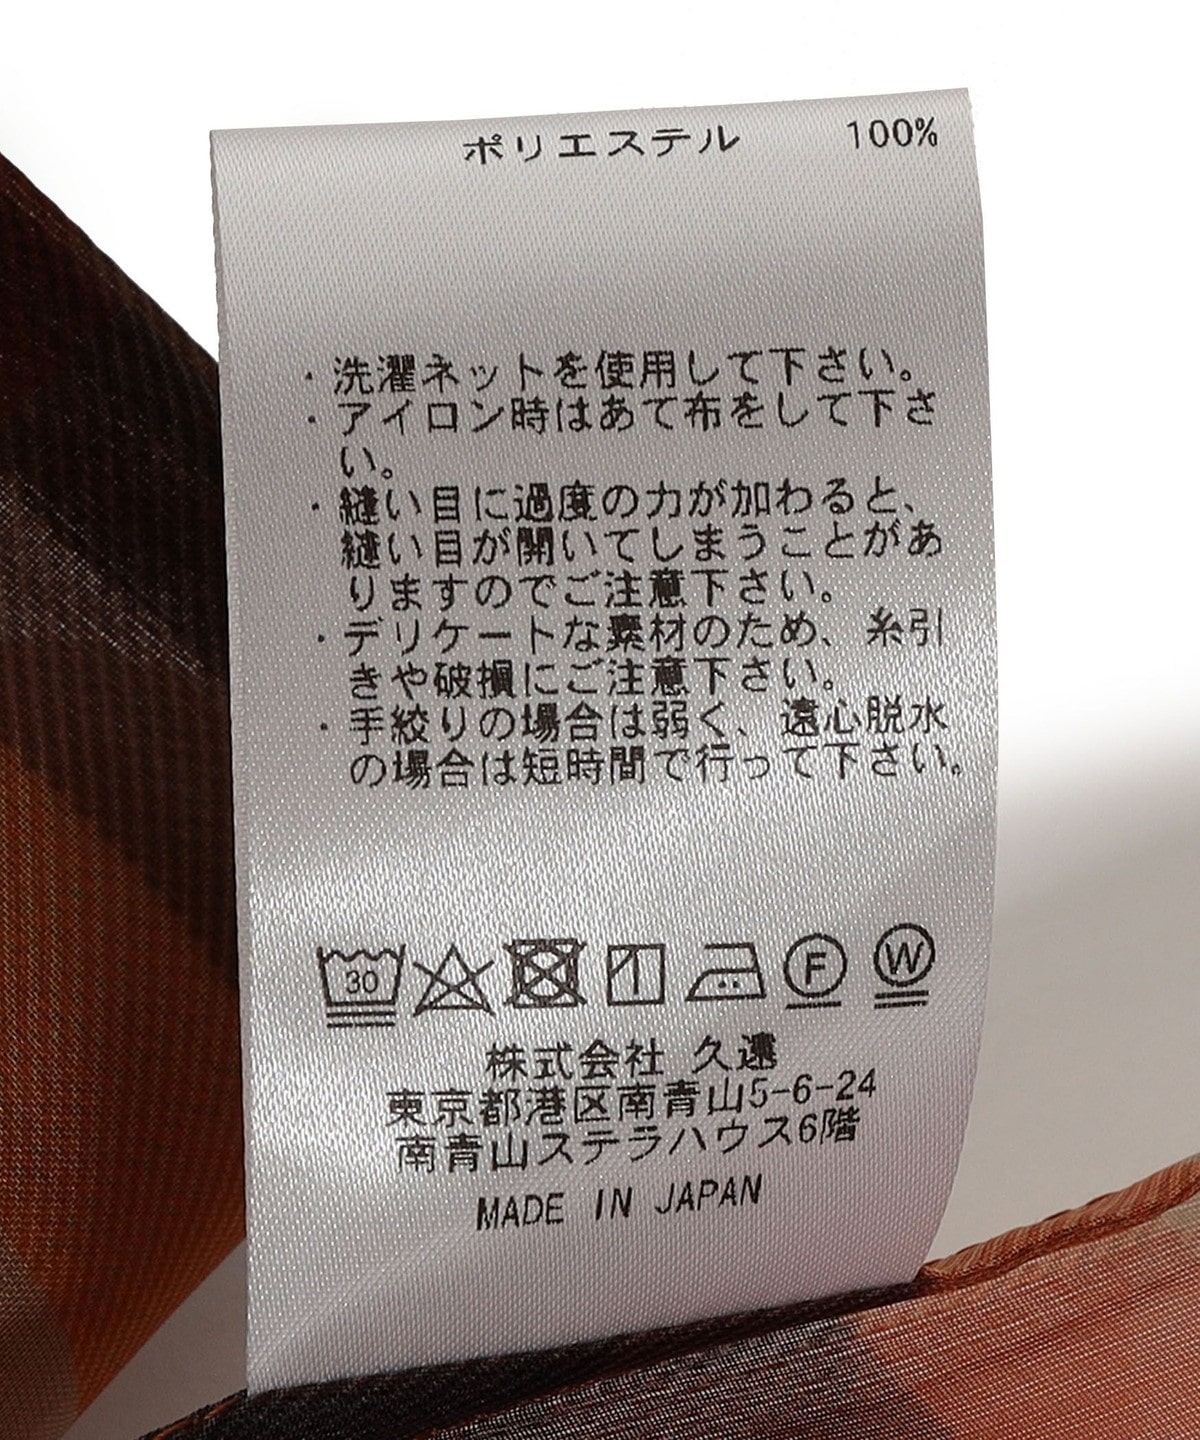 ポリエステル 100%
・洗濯ネットを使用して下さい。
・アイロン時はあて布をして下さ
い。
・縫い目に過度の力が加わると、
縫い目が開いてしまうことがあ
りますのでご注意下さい。
・デリケートな素材のため、糸引
きや破損にご注意下さい。
・手絞りの場合は弱く、遠心脱水
の場合は短時間で行って下さい。
30 F W
株式会社 久遠
東京都港区南青山5-6-24
南青山ステラハウス6階
MADE IN JAPAN